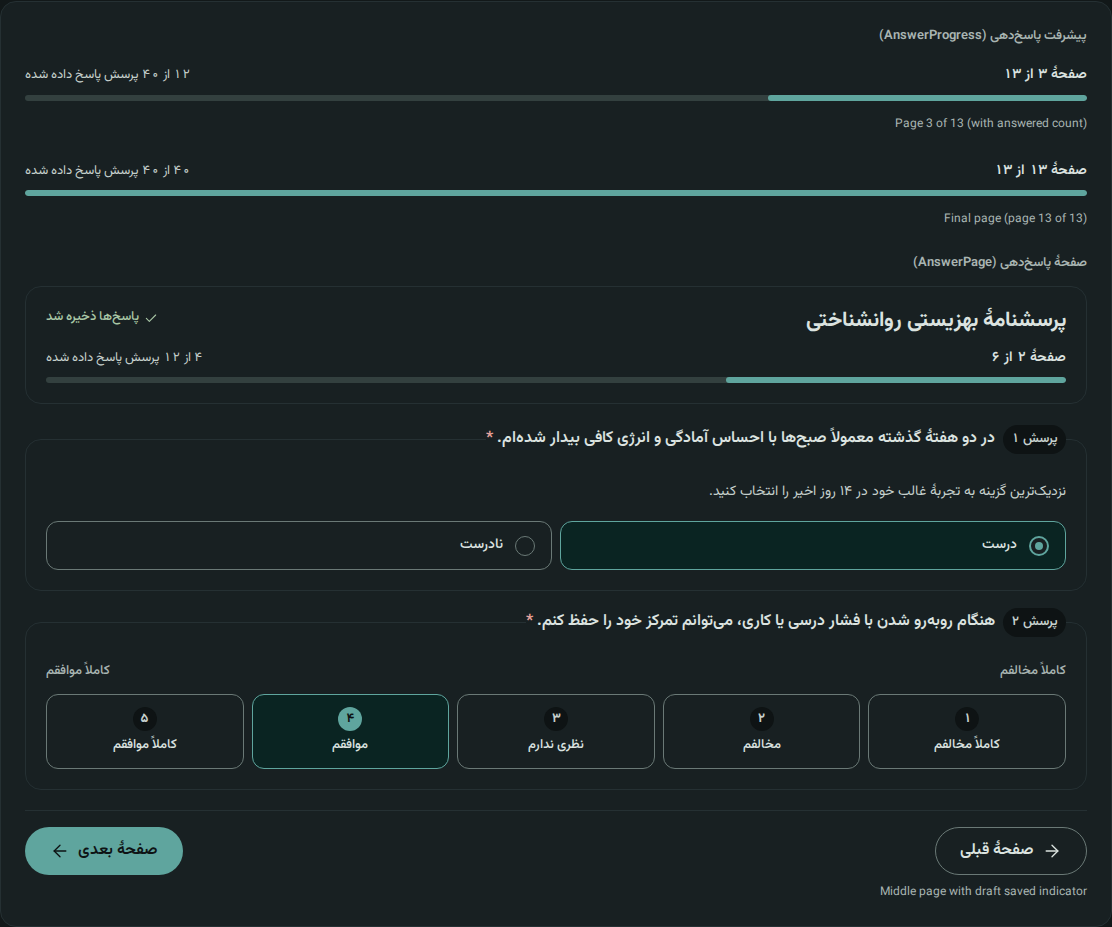 پیشرفت پاسخ‌دهی (AnswerProgress)
صفحهٔ ۳ از ۱۳
۱۲ از ۴۰ پرسش پاسخ داده شده
Page 3 of 13 (with answered count)
صفحهٔ ۱۳ از ۱۳
۴۰ از ۴۰ پرسش پاسخ داده شده
Final page (page 13 of 13)
صفحهٔ پاسخ‌دهی (AnswerPage)
پرسشنامهٔ بهزیستی روانشناختی
پاسخ‌ها ذخیره شد
صفحهٔ ۲ از ۶
۴ از ۱۲ پرسش پاسخ داده شده
پرسش ۱ در دو هفتهٔ گذشته معمولاً صبح‌ها با احساس آمادگی و انرژی کافی بیدار شده‌ام. *
نزدیک‌ترین گزینه به تجربهٔ غالب خود در ۱۴ روز اخیر را انتخاب کنید.
درست
نادرست
پرسش ۲ هنگام روبه‌رو شدن با فشار درسی یا کاری، می‌توانم تمرکز خود را حفظ کنم. *
کاملاً مخالفم
کاملاً موافقم
۱
کاملاً مخالفم
۲
مخالفم
۳
نظری ندارم
۴
موافقم
۵
کاملاً موافقم
صفحهٔ قبلی
صفحهٔ بعدی
Middle page with draft saved indicator